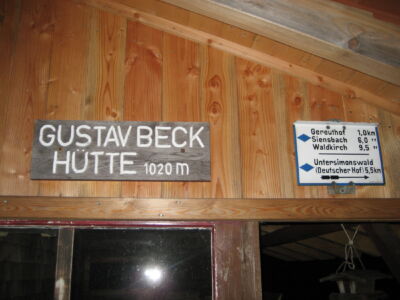 GUSTAV BECK
HÜTTE 1020 m
Gereuthof 1,0 km
Siensbach 6,0 "
Waldkirch 9,5 "
Untersimonswald
(Deutscher Hof) 5,5 km